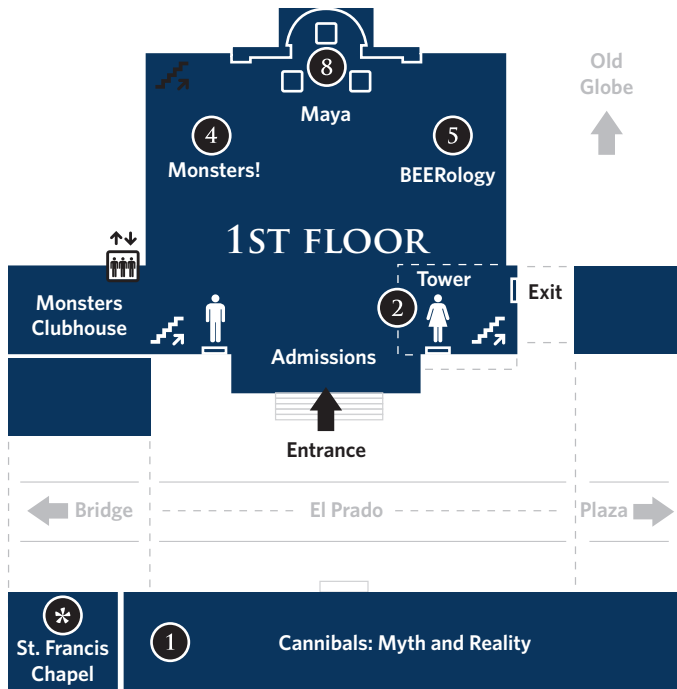 8
Maya
Old
Globe
4
Monsters!
5
BEERology
1ST FLOOR
Monsters
Clubhouse
2
Tower
Exit
Admissions
Entrance
Bridge
El Prado
Plaza
*
St. Francis
Chapel
1
Cannibals: Myth and Reality